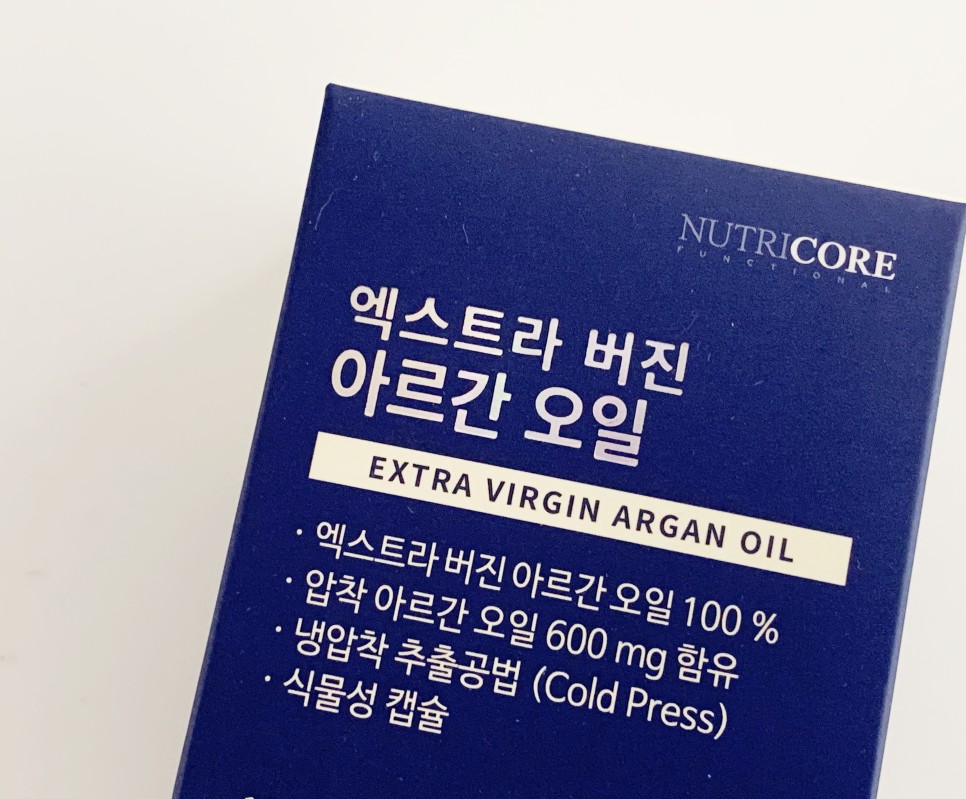 NUTRICORE
FUNCTIONAL
엑스트라 버진
아르간 오일
EXTRA VIRGIN ARGAN OIL
· 엑스트라 버진 아르간 오일 100 %
· 압착 아르간 오일 600 mg 함유
· 냉압착 추출공법 (Cold Press)
· 식물성 캡슐